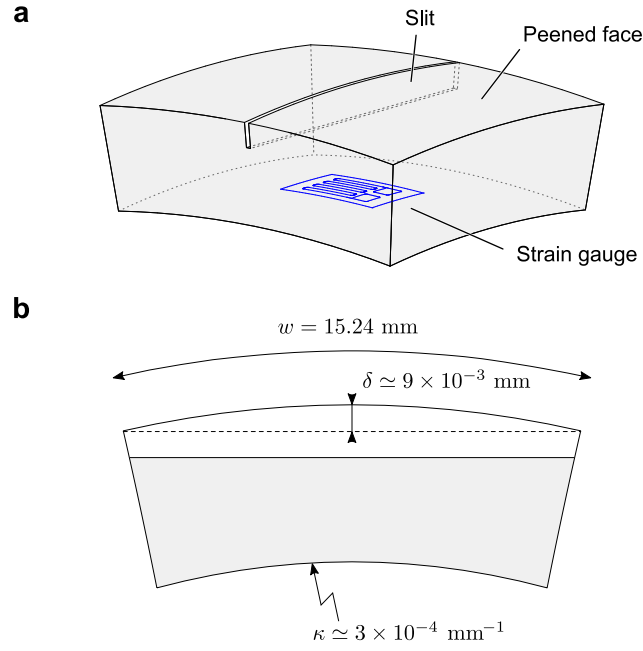 a
Slit
Peened face
Strain gauge
b
w = 15.24 mm
δ ≃ 9 × 10⁻³ mm
κ ≃ 3 × 10⁻⁴ mm⁻¹